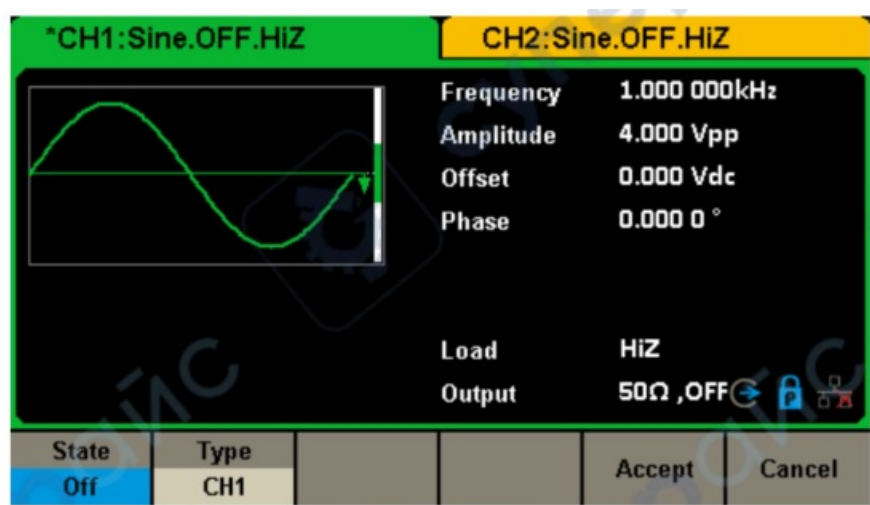 *CH1:Sine.OFF.HiZ CH2:Sine.OFF.HiZ
Frequency 1.000 000kHz
Amplitude 4.000 Vpp
Offset 0.000 Vdc
Phase 0.000 0 °
Load HiZ
Output 50Ω ,OFF P
State Type
Off CH1 Accept Cancel